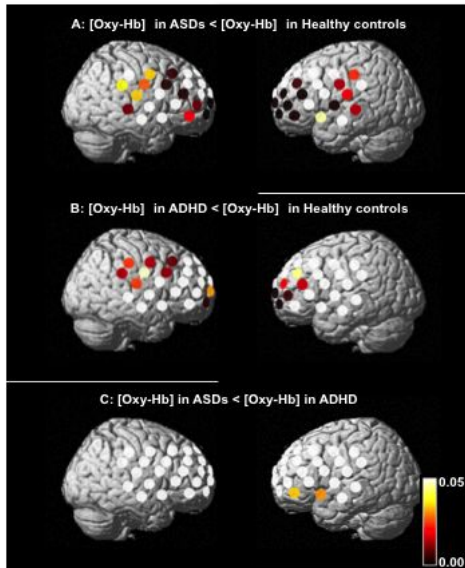 A: [Oxy-Hb] in ASDs < [Oxy-Hb] in Healthy controls
B: [Oxy-Hb] in ADHD < [Oxy-Hb] in Healthy controls
C: [Oxy-Hb] in ASDs < [Oxy-Hb] in ADHD
0.05
0.00